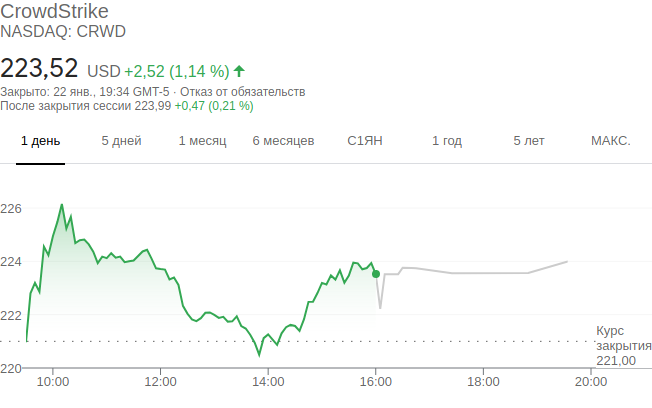 CrowdStrike
NASDAQ: CRWD
223,52 USD +2,52 (1,14 %)
Закрыто: 22 янв., 19:34 GMT-5 · Отказ от обязательств
После закрытия сессии 223,99 +0,47 (0,21 %)
1 день 5 дней 1 месяц 6 месяцев С1ЯН 1 год 5 лет МАКС.
226
224
222
Курс
закрытия
221,00
220
10:00 12:00 14:00 16:00 18:00 20:00